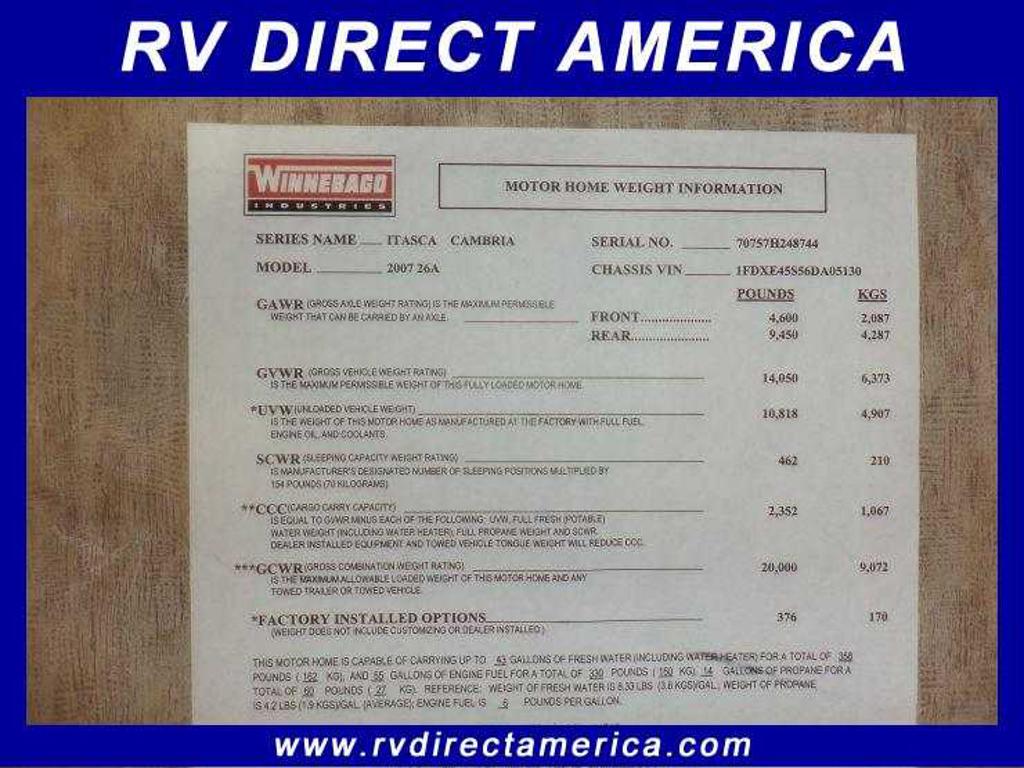 RV DIRECT AMERICA
WINNEBAGO
INDUSTRIES
MOTOR HOME WEIGHT INFORMATION
SERIES NAME ITASCA CAMBRIA
SERIAL NO. 70757H248744
MODEL 2007 26A
CHASSIS VIN 1FDXE45S56DA05130
POUNDS KGS
GAWR (GROSS AXLE WEIGHT RATING) IS THE MAXIMUM PERMISSIBLE
WEIGHT THAT CAN BE CARRIED BY AN AXLE.
FRONT...................... 4,600 2,087
REAR........................ 9,450 4,287
GVWR (GROSS VEHICLE WEIGHT RATING)
IS THE MAXIMUM PERMISSIBLE WEIGHT OF THIS FULLY LOADED MOTOR HOME. 14,050 6,373
*UVW (UNLOADED VEHICLE WEIGHT) 10,818 4,907
IS THE WEIGHT OF THIS MOTOR HOME AS MANUFACTURED AT THE FACTORY WITH FULL FUEL,
ENGINE OIL, AND COOLANTS.
SCWR (SLEEPING CAPACITY WEIGHT RATING) 462 210
IS MANUFACTURER'S DESIGNATED NUMBER OF SLEEPING POSITIONS MULTIPLIED BY
154 POUNDS (70 KILOGRAMS)
**CCC (CARGO CARRY CAPACITY) 2,352 1,067
IS EQUAL TO GVWR MINUS EACH OF THE FOLLOWING: UVW, FULL FRESH (POTABLE)
WATER WEIGHT (INCLUDING WATER HEATER), FULL PROPANE WEIGHT AND SCWR.
DEALER INSTALLED EQUIPMENT AND TOWED VEHICLE TONGUE WEIGHT WILL REDUCE CCC.
***GCWR (GROSS COMBINATION WEIGHT RATING) 20,000 9,072
IS THE MAXIMUM ALLOWABLE LOADED WEIGHT OF THIS MOTOR HOME AND ANY
TOWED TRAILER OR TOWED VEHICLE.
*FACTORY INSTALLED OPTIONS 376 170
(WEIGHT DOES NOT INCLUDE CUSTOMIZING OR DEALER INSTALLED.)
THIS MOTOR HOME IS CAPABLE OF CARRYING UP TO 43 GALLONS OF FRESH WATER (INCLUDING WATER HEATER) FOR A TOTAL OF 358
POUNDS ( 162 KG), AND 55 GALLONS OF ENGINE FUEL FOR A TOTAL OF 330 POUNDS ( 150 KG) 14 GALLONS OF PROPANE FOR A
TOTAL OF 60 POUNDS ( 27 KG). REFERENCE: WEIGHT OF FRESH WATER IS 8.33 LBS (3.8 KGS)/GAL, WEIGHT OF PROPANE
IS 4.2 LBS (1.9 KGS)/GAL. (AVERAGE); ENGINE FUEL IS 6 POUNDS PER GALLON.
www.rvdirectamerica.com